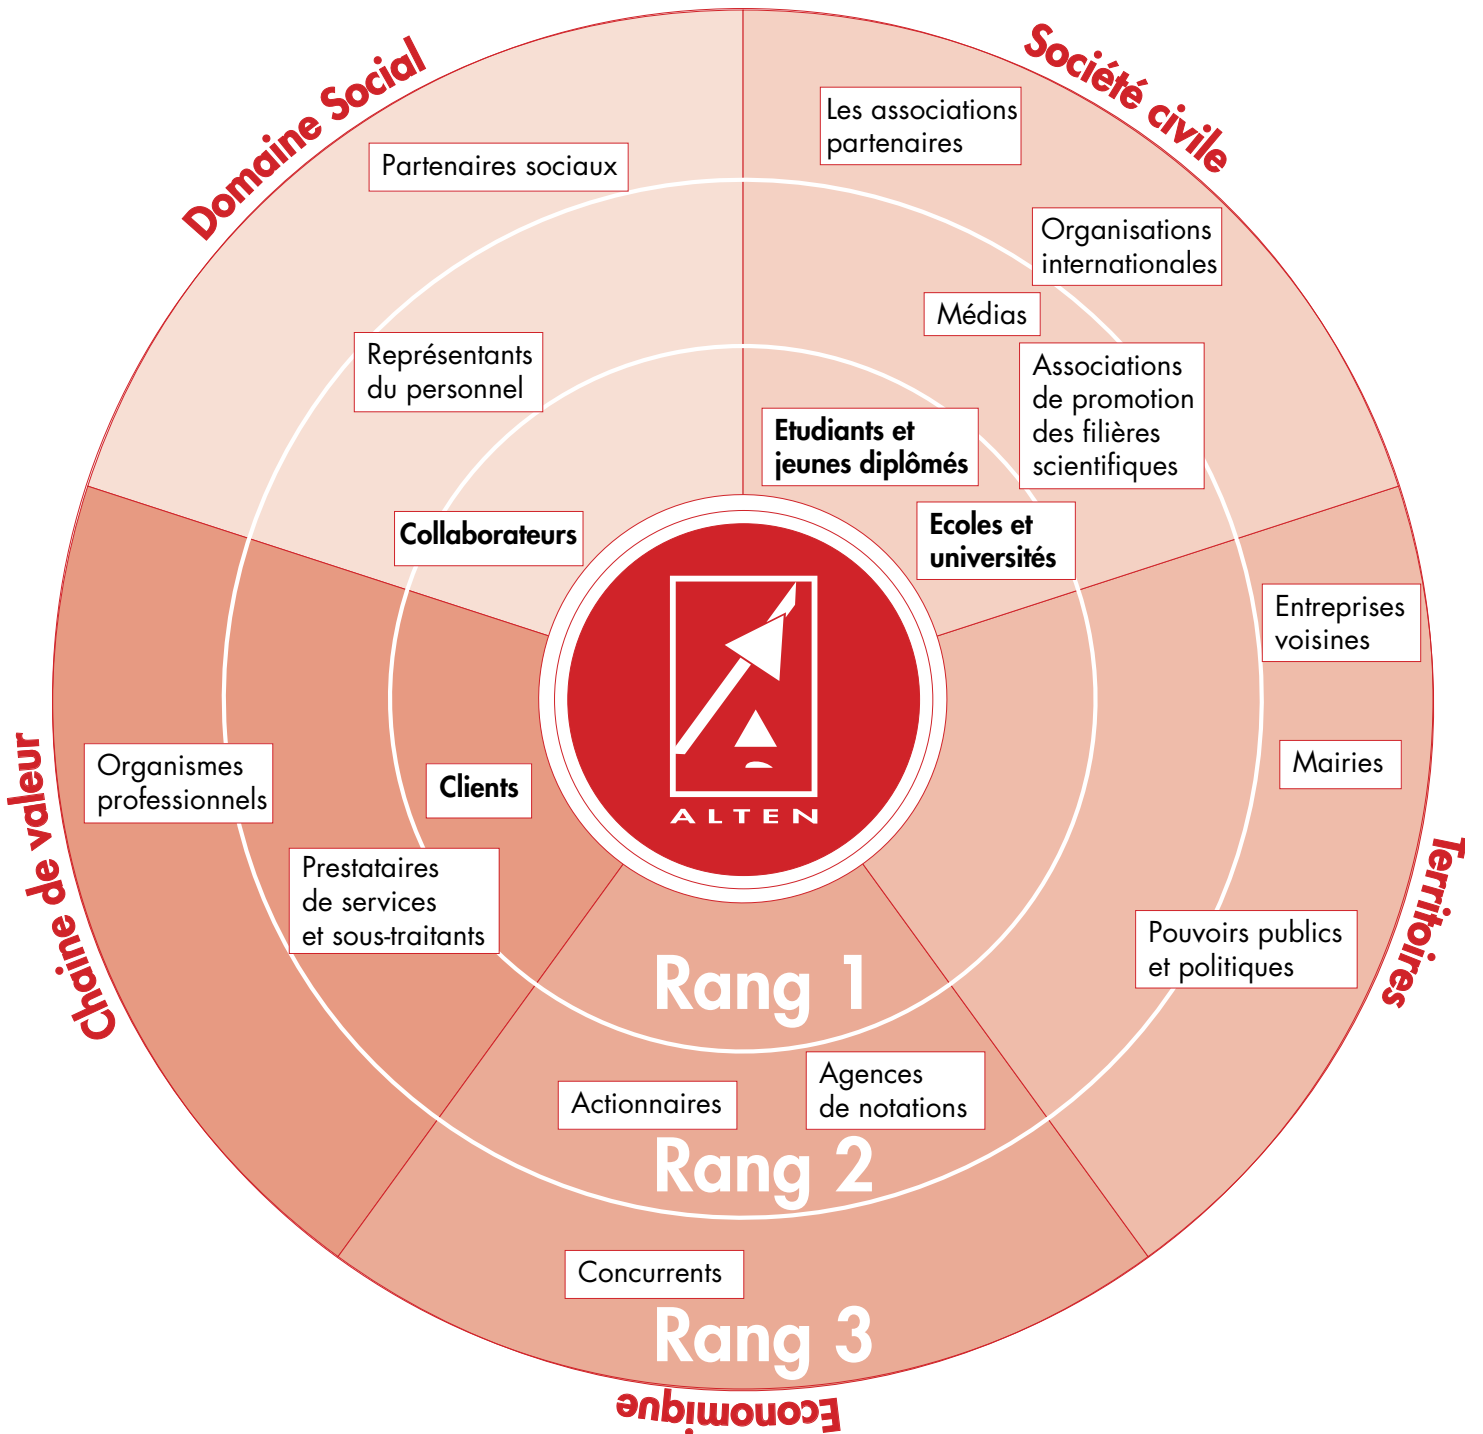 Domaine Social
Société civile
Les associations
partenaires
Partenaires sociaux
Organisations
internationales
Médias
Représentants
du personnel
Associations
de promotion
des filières
scientifiques
Etudiants et
jeunes diplômés
Collaborateurs
Ecoles et
universités
Entreprises
voisines
Chaine de valeur
Organismes
professionnels
Clients
ALTEN
Mairies
Territoires
Prestataires
de services
et sous-traitants
Pouvoirs publics
et politiques
Rang 1
Actionnaires
Agences
de notations
Rang 2
Concurrents
Rang 3
Economique